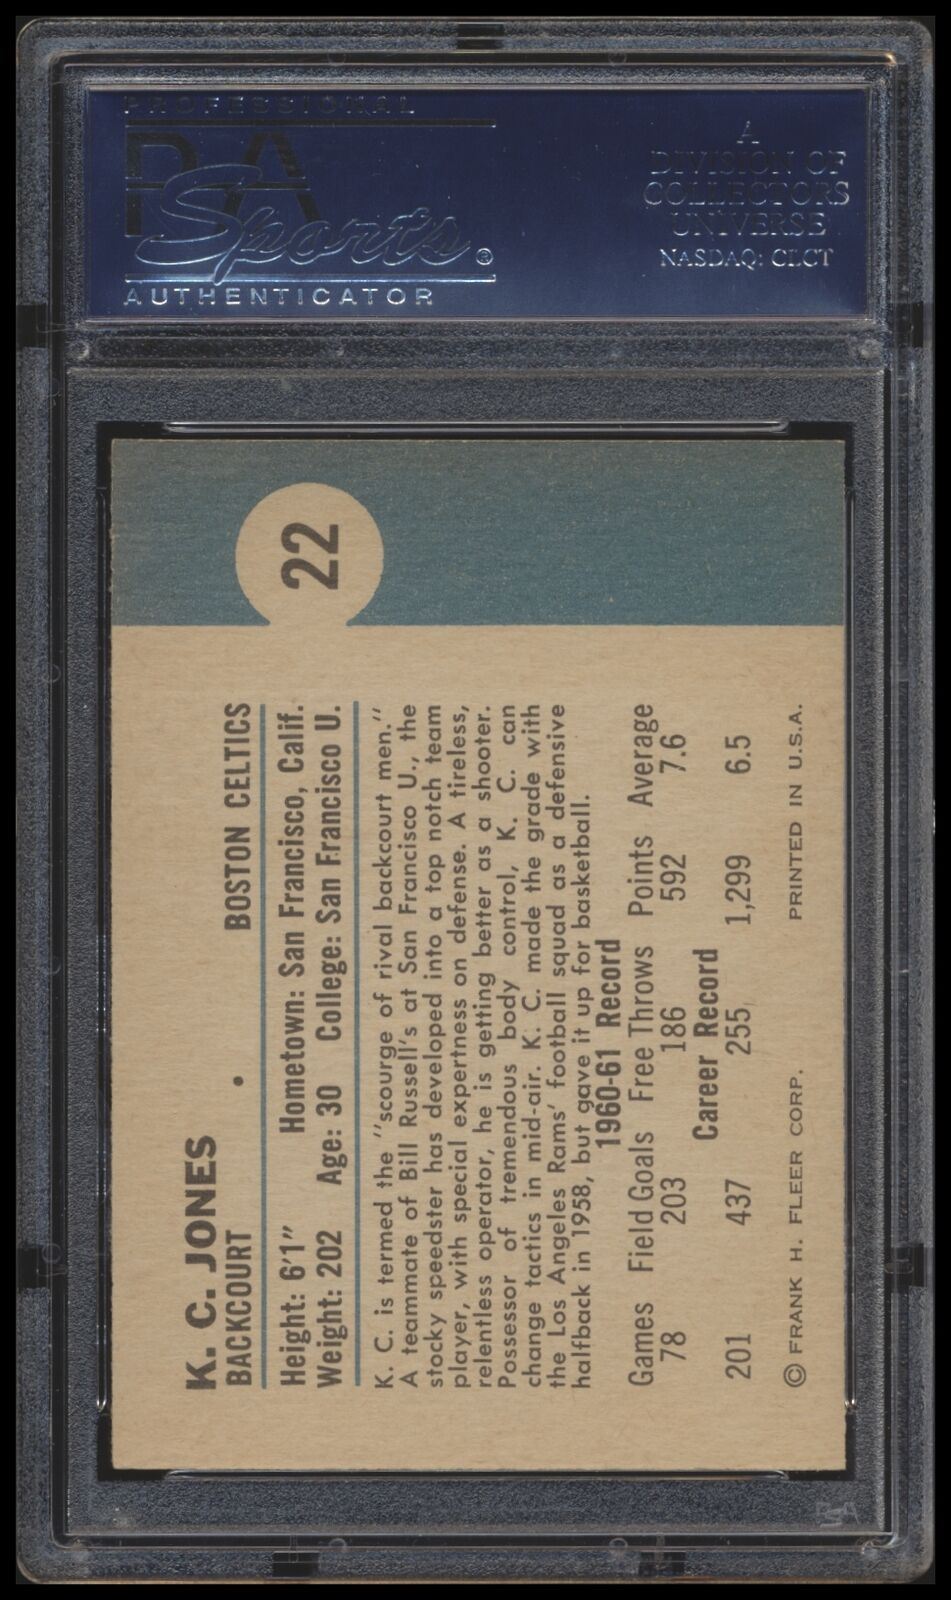 PROFESSIONAL
PSA
Sports®
AUTHENTICATOR
A
DIVISION OF
COLLECTORS
UNIVERSE
NASDAQ: CLCT
22
K. C. JONES
BACKCOURT BOSTON CELTICS
Height: 6'1" Hometown: San Francisco, Calif.
Weight: 202 Age: 30 College: San Francisco U.
K. C. is termed the "scourge of rival backcourt men."
A teammate of Bill Russell's at San Francisco U., the
stocky speedster has developed into a top notch team
player, with special expertness on defense. A tireless,
relentless operator, he is getting better as a shooter.
Possessor of tremendous body control, K. C. can
change tactics in mid-air. K. C. made the grade with
the Los Angeles Rams' football squad as a defensive
halfback in 1958, but gave it up for basketball.
1960-61 Record
Games Field Goals Free Throws Points Average
78 203 186 592 7.6
Career Record
201 437 255 1,299 6.5
© FRANK H. FLEER CORP. PRINTED IN U.S.A.
PSA